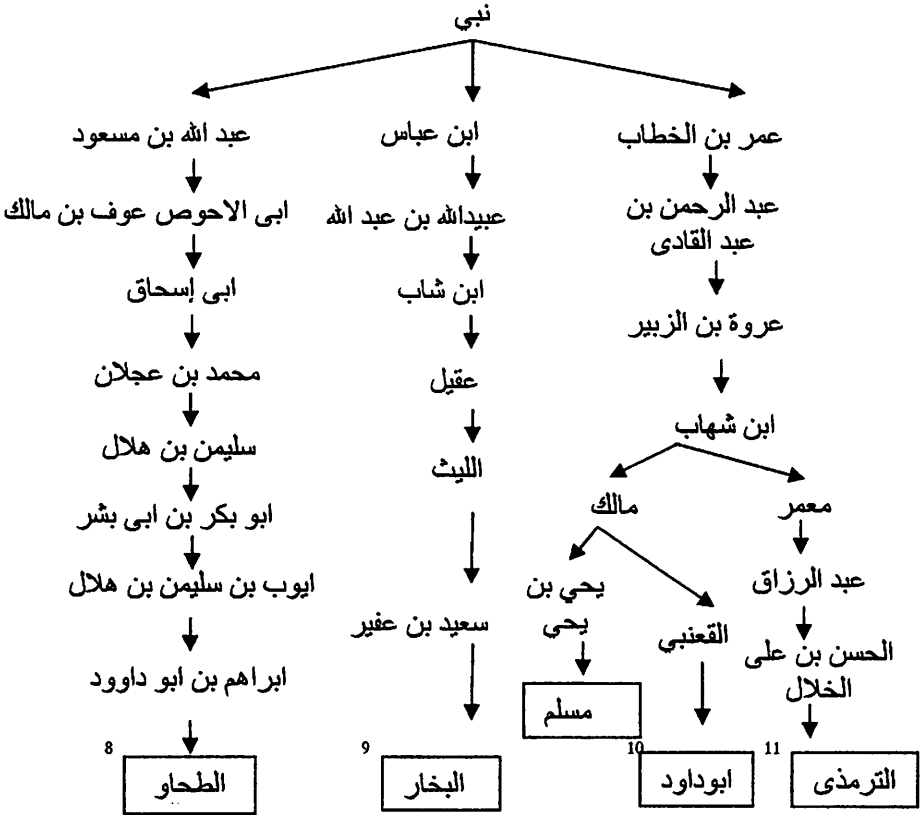 نبي
عمر بن الخطاب
عبد الرحمن بن
عبد القادى
عروة بن الزبير
ابن شهاب
معمر
عبد الرزاق
الحسن بن على
الخلال
11
الترمذى
مالك
القعنبي
10
ابوداود
يحي بن
يحي
مسلم
ابن عباس
عبيدالله بن عبد الله
ابن شاب
عقيل
الليث
سعيد بن عفير
9
البخار
عبد الله بن مسعود
ابى الاحوص عوف بن مالك
ابى إسحاق
محمد بن عجلان
سليمن بن هلال
ابو بكر بن ابى بشر
ايوب بن سليمن بن هلال
ابراهم بن ابو داوود
8
الطحاو